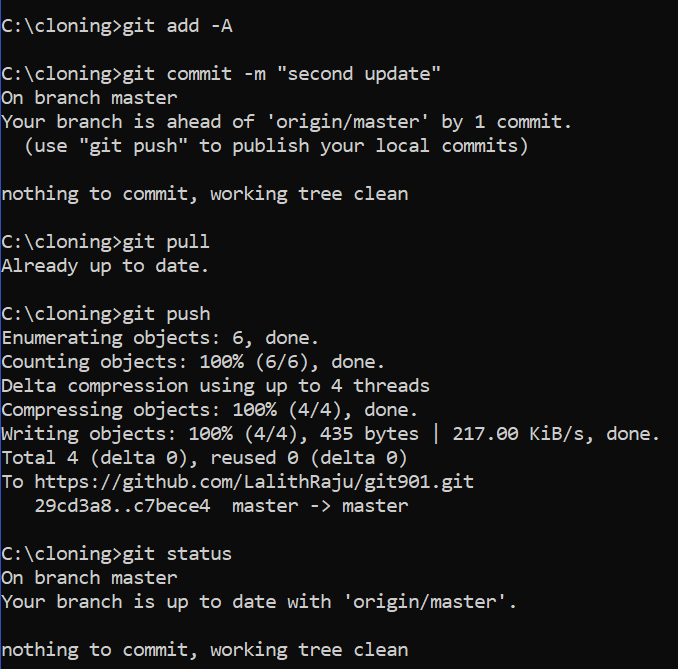 C:\cloning>git add -A
C:\cloning>git commit -m "second update"
On branch master
Your branch is ahead of 'origin/master' by 1 commit.
(use "git push" to publish your local commits)
nothing to commit, working tree clean
C:\cloning>git pull
Already up to date.
C:\cloning>git push
Enumerating objects: 6, done.
Counting objects: 100% (6/6), done.
Delta compression using up to 4 threads
Compressing objects: 100% (4/4), done.
Writing objects: 100% (4/4), 435 bytes | 217.00 KiB/s, done.
Total 4 (delta 0), reused 0 (delta 0)
To https://github.com/LalithRaju/git901.git
29cd3a8..c7bece4  master -> master
C:\cloning>git status
On branch master
Your branch is up to date with 'origin/master'.
nothing to commit, working tree clean